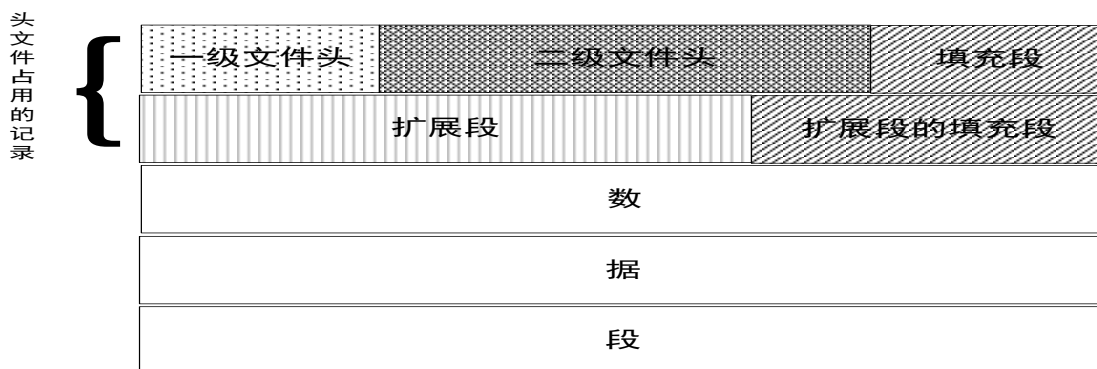 头文件占用的记录
一级文件头 二级文件头 填充段
扩展段 扩展段的填充段
数
据
段